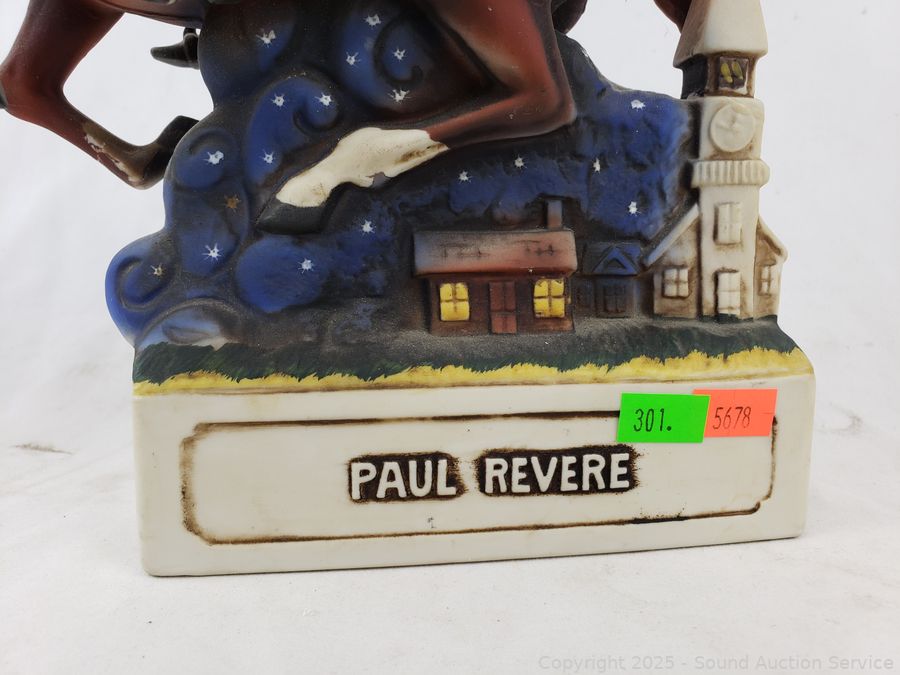 301.
5678
PAUL REVERE
Copyright 2025 - Sound Auction Service